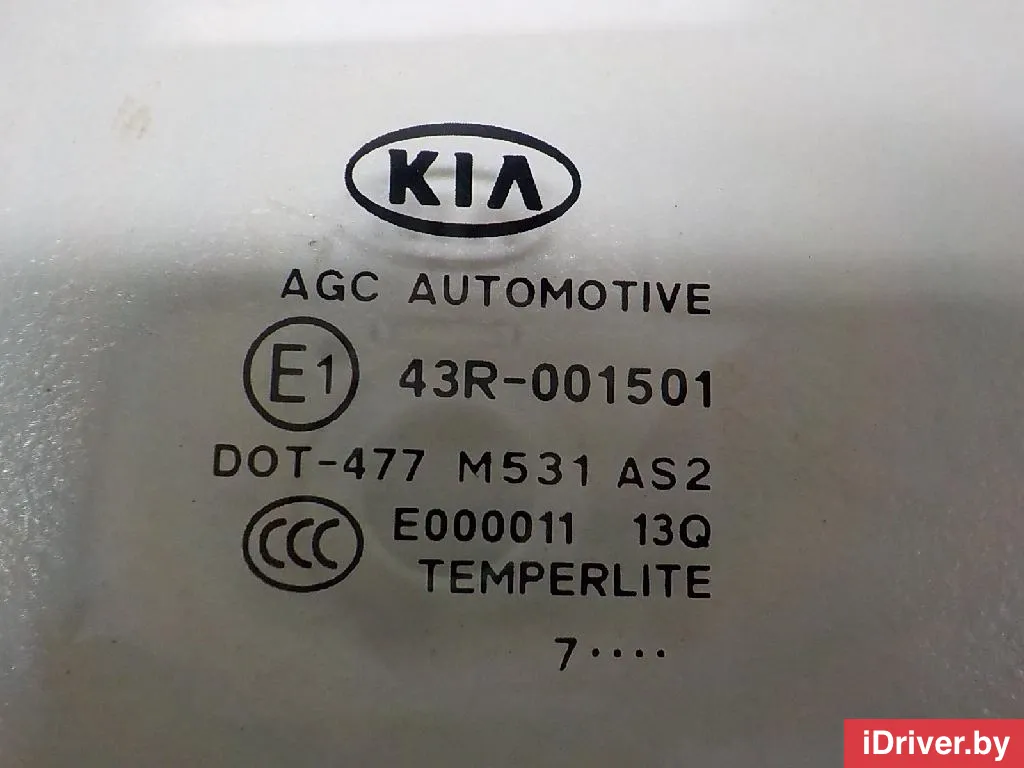 KIA
AGC AUTOMOTIVE
E1 43R-001501
DOT-477 M531 AS2
CCC E000011 13Q
TEMPERLITE
7····
iDriver.by